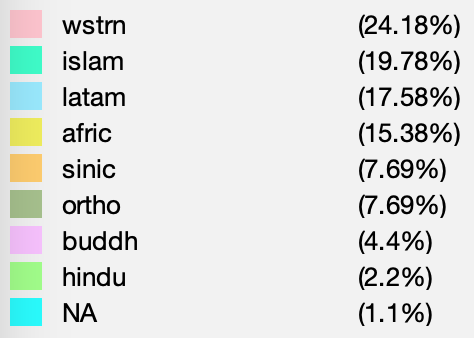 wstrn (24.18%)
islam (19.78%)
latam (17.58%)
afric (15.38%)
sinic (7.69%)
ortho (7.69%)
buddh (4.4%)
hindu (2.2%)
NA (1.1%)